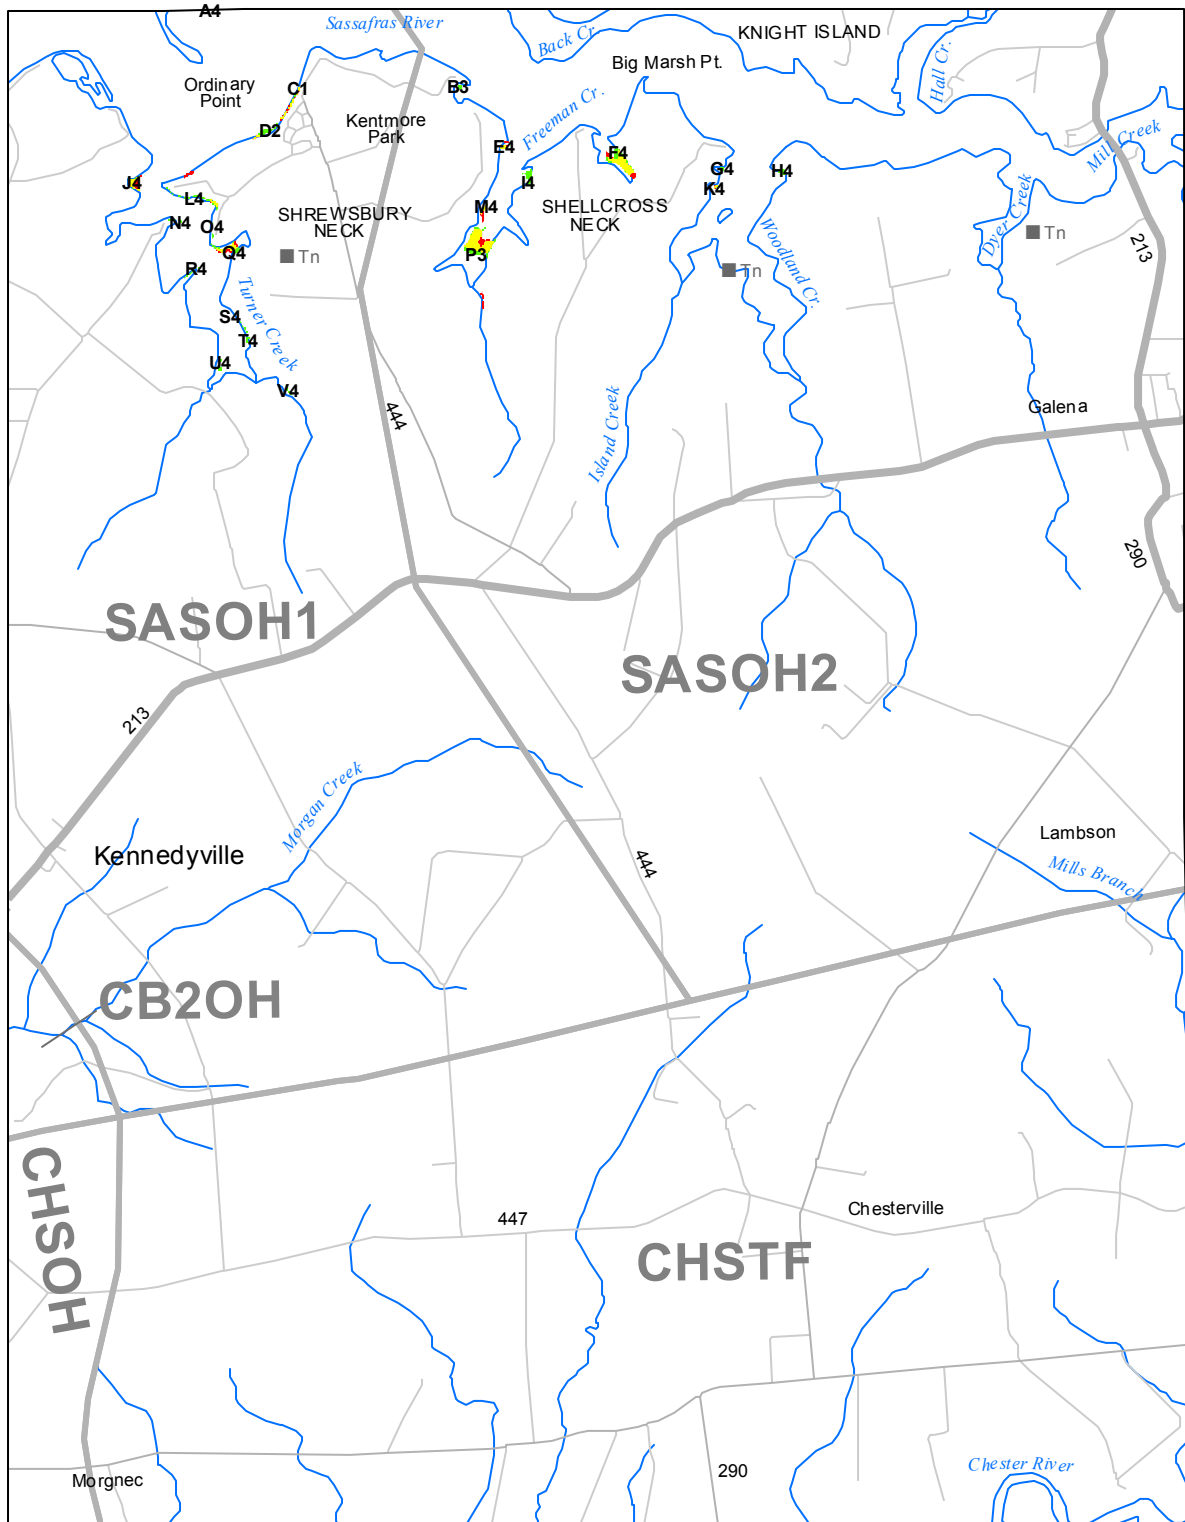 A4
Sassafras River
Back Cr.
KNIGHT ISLAND
Hall Cr.
Big Marsh Pt.
Ordinary
Point
C1
B3
Kentmore
Park
D2
Freeman Cr.
Mill Creek
E4
F4
G4
H4
I4
J4
K4
L4
M4
SHREWSBURY
NECK
SHELLCROSS
NECK
N4
O4
Dyer Creek
Tn
213
Q4
Tn
P3
Tn
Woodland Cr.
R4
Turner Creek
S4
T4
U4
V4
444
Island Creek
Galena
290
SASOH1
SASOH2
213
Morgan Creek
Kennedyville
444
Lambson
Mills Branch
CB2OH
CHSOH
447
Chesterville
CHSTF
Morgnec
290
Chester River